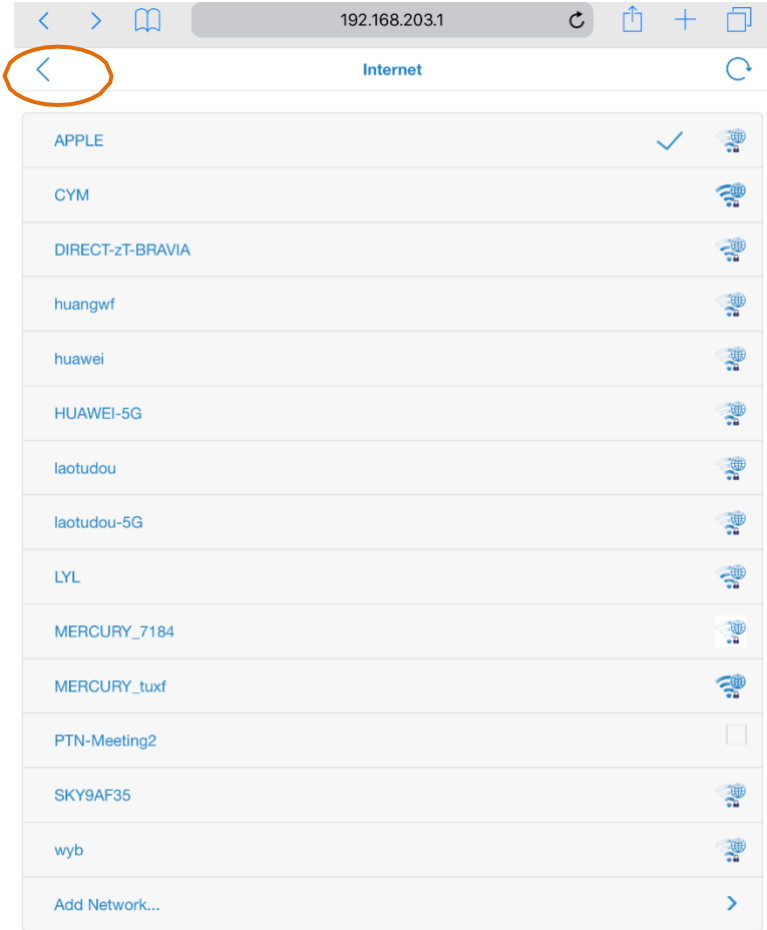 192.168.203.1
Internet
APPLE
CYM
DIRECT-zT-BRAVIA
huangwf
huawei
HUAWEI-5G
laotudou
laotudou-5G
LYL
MERCURY_7184
MERCURY_tuxf
PTN-Meeting2
SKY9AF35
wyb
Add Network...